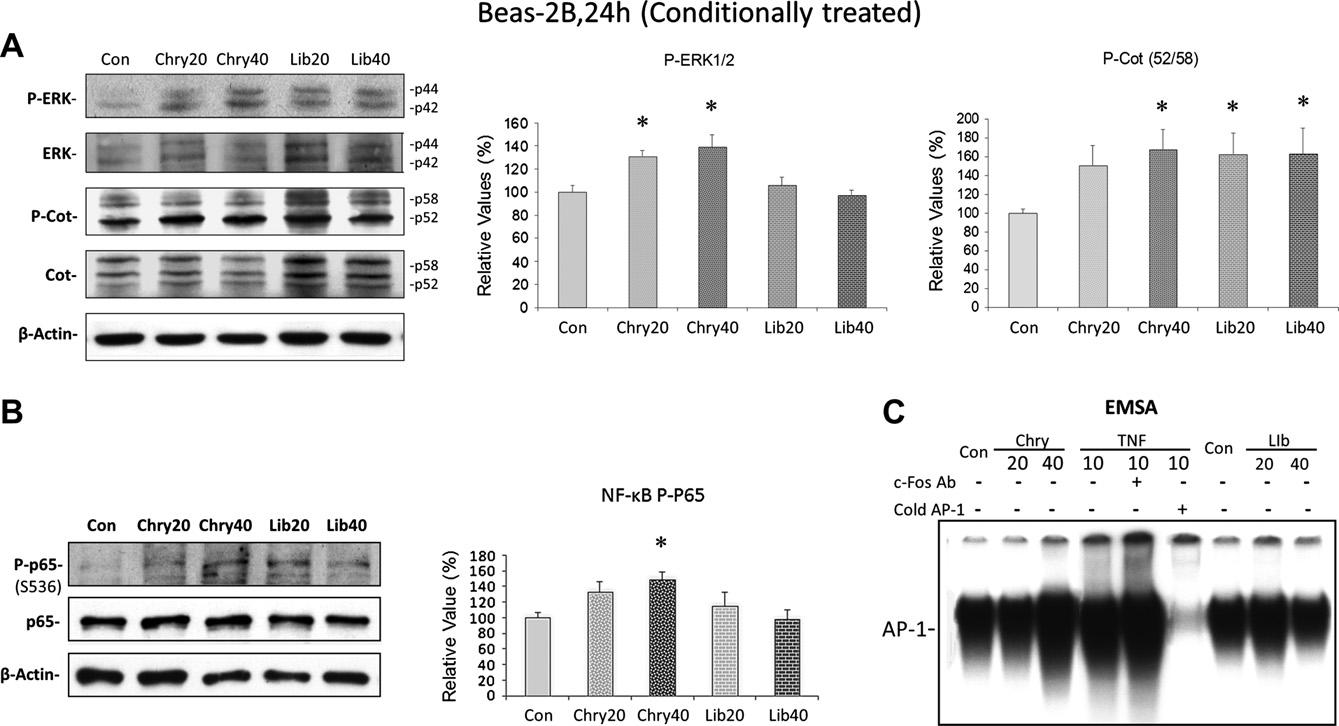 Beas-2B,24h (Conditionally treated)
A
Con Chry20 Chry40 Lib20 Lib40
P-ERK-
-p44
-p42
ERK-
-p44
-p42
P-Cot-
-p58
-p52
Cot-
-p58
-p52
β-Actin-
P-ERK1/2
Relative Values (%)
160
140
120
100
80
60
40
20
0
* *
Con Chry20 Chry40 Lib20 Lib40
P-Cot (52/58)
Relative Values (%)
200
180
160
140
120
100
80
60
40
20
0
* * *
Con Chry20 Chry40 Lib20 Lib40
B
Con Chry20 Chry40 Lib20 Lib40
P-p65-
(S536)
p65-
β-Actin-
NF-κB P-P65
Relative Value (%)
180
160
140
120
100
80
60
40
20
0
*
Con Chry20 Chry40 Lib20 Lib40
C
EMSA
Con Chry TNF Con LIb
20 40 10 10 10 20 40
c-Fos Ab - - - - + - - - -
Cold AP-1 - - - - - + - - -
AP-1-